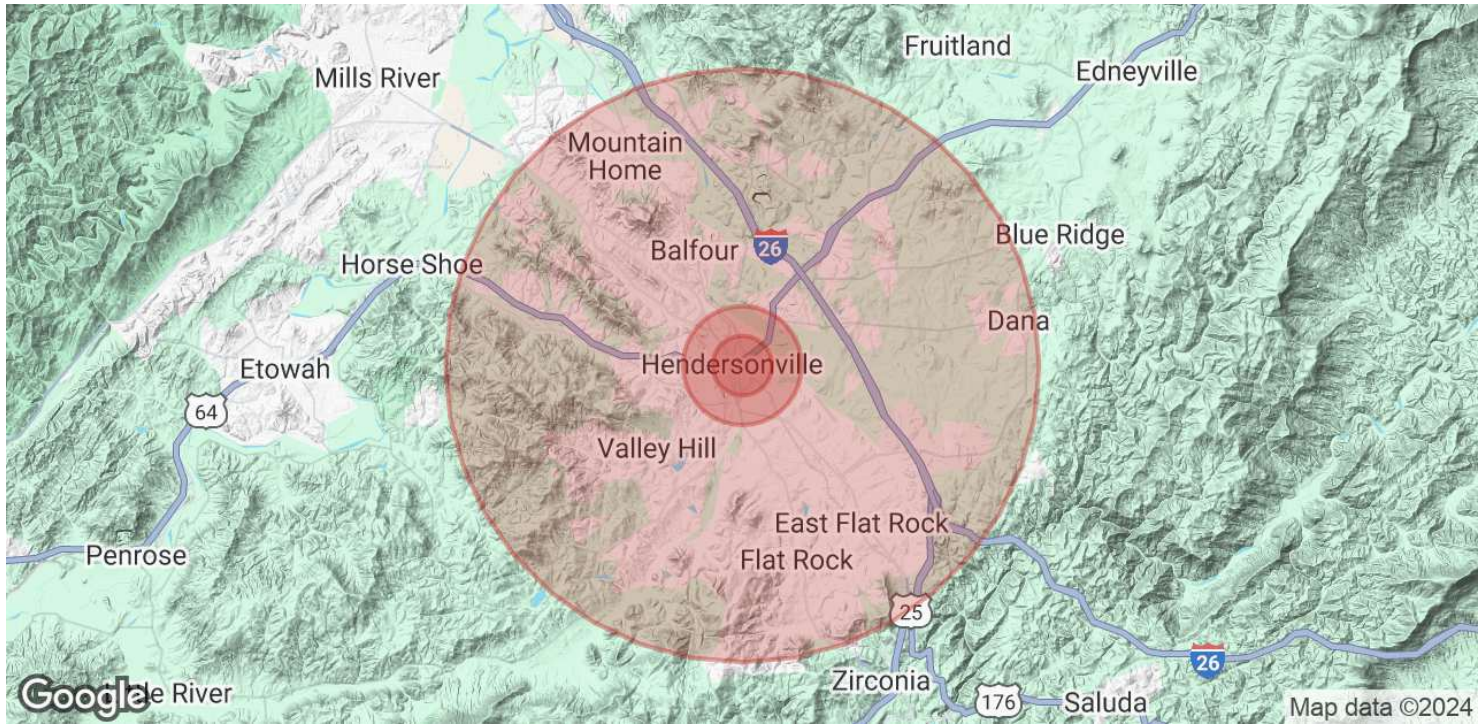 Fruitland
Mills River
Edneyville
Mountain
Home
Blue Ridge
Balfour
26
Horse Shoe
Dana
Etowah
Hendersonville
64
Valley Hill
East Flat Rock
Penrose
Flat Rock
25
26
Zirconia
Google
River
176
Saluda
Map data ©2024